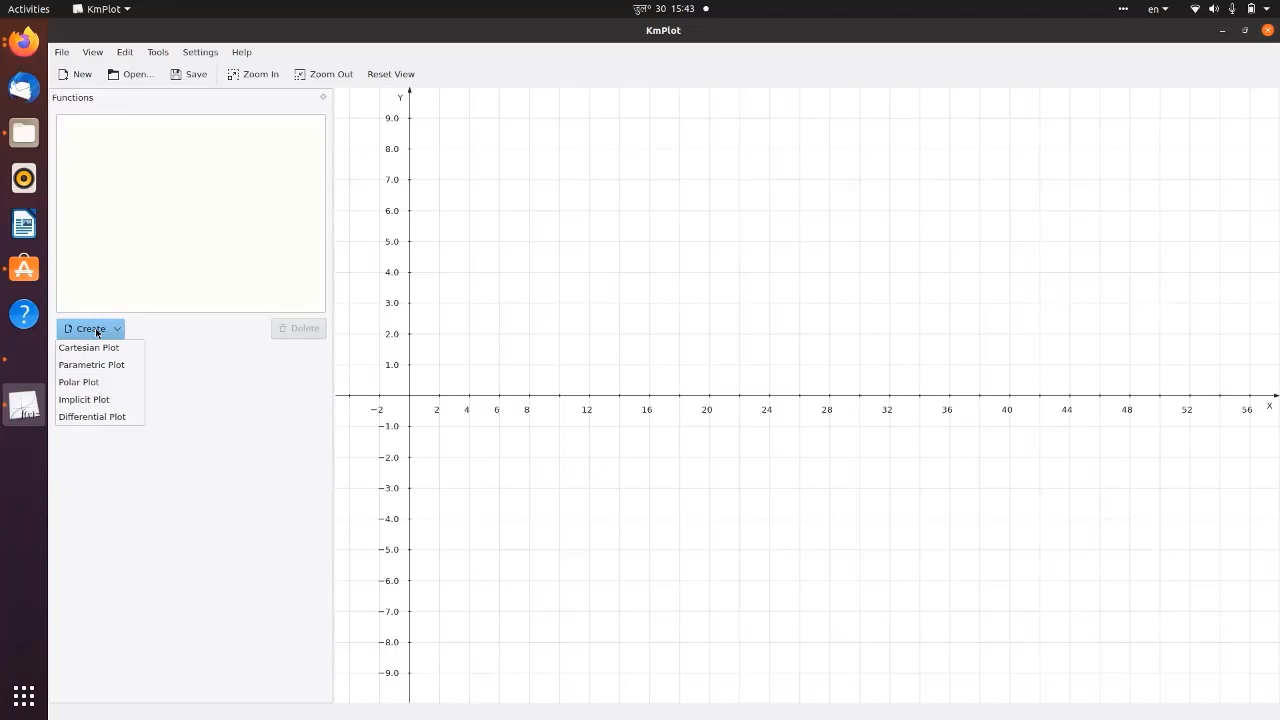 Activities KmPlot जुल॰ 30 15:43 en
KmPlot
File View Edit Tools Settings Help
New Open... Save Zoom In Zoom Out Reset View
Functions
Create Delete
Cartesian Plot
Parametric Plot
Polar Plot
Implicit Plot
Differential Plot
Y
9.0
8.0
7.0
6.0
5.0
4.0
3.0
2.0
1.0
−2 2 4 6 8 12 16 20 24 28 32 36 40 44 48 52 56 X
−1.0
−2.0
−3.0
−4.0
−5.0
−6.0
−7.0
−8.0
−9.0